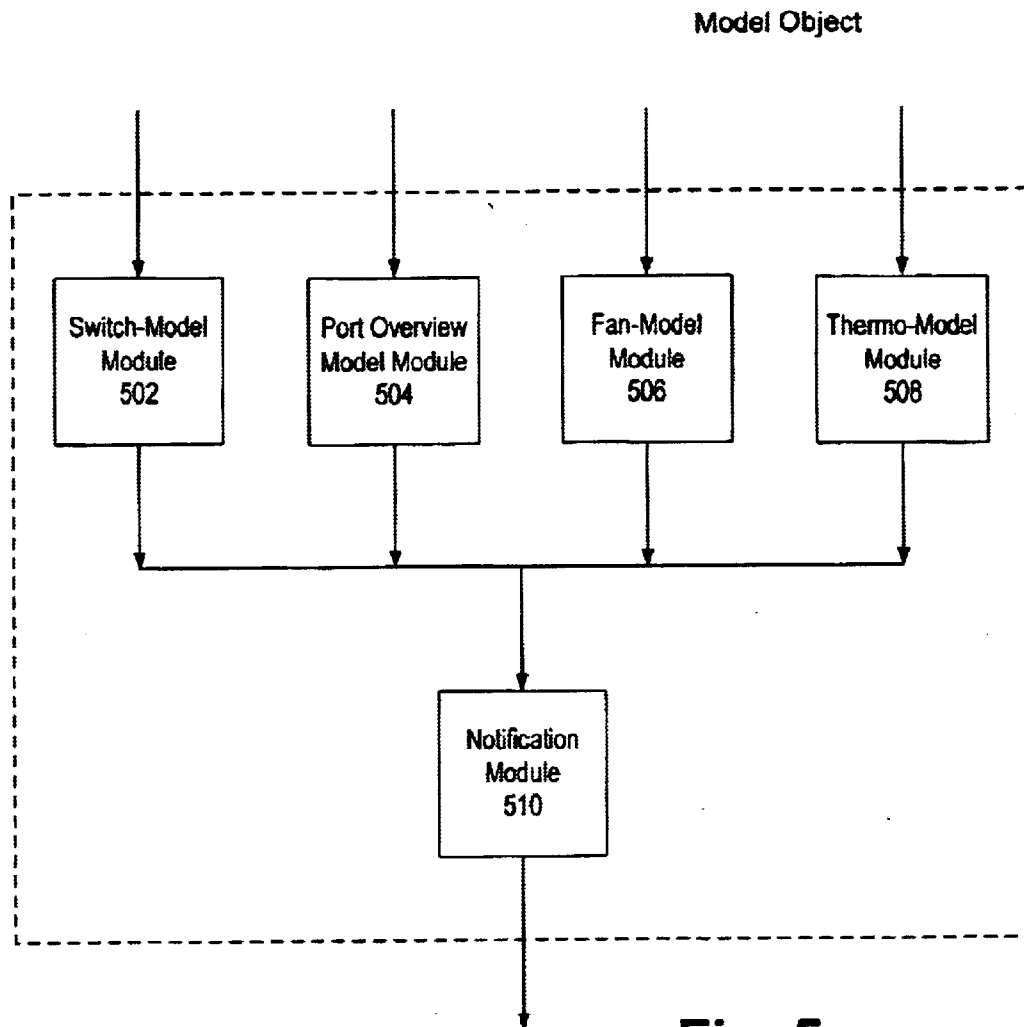 Model Object
Switch-Model
Module
502
Port Overview
Model Module
504
Fan-Model
Module
506
Thermo-Model
Module
508
Notification
Module
510